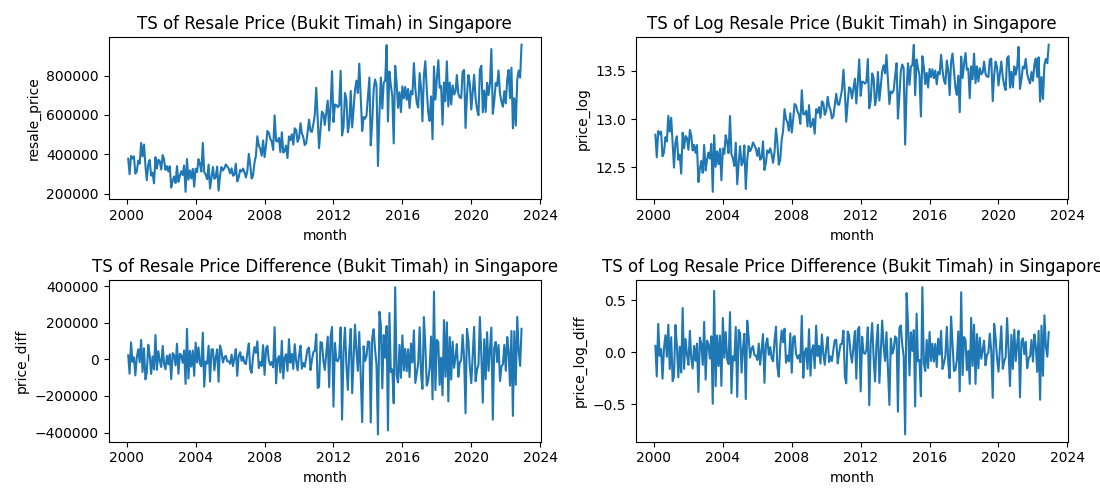 TS of Resale Price (Bukit Timah) in Singapore
resale_price
800000
600000
400000
200000
2000 2004 2008 2012 2016 2020 2024
month
TS of Log Resale Price (Bukit Timah) in Singapore
price_log
13.5
13.0
12.5
2000 2004 2008 2012 2016 2020 2024
month
TS of Resale Price Difference (Bukit Timah) in Singapore
price_diff
400000
200000
0
−200000
−400000
2000 2004 2008 2012 2016 2020 2024
month
TS of Log Resale Price Difference (Bukit Timah) in Singapore
price_log_diff
0.5
0.0
−0.5
2000 2004 2008 2012 2016 2020 2024
month